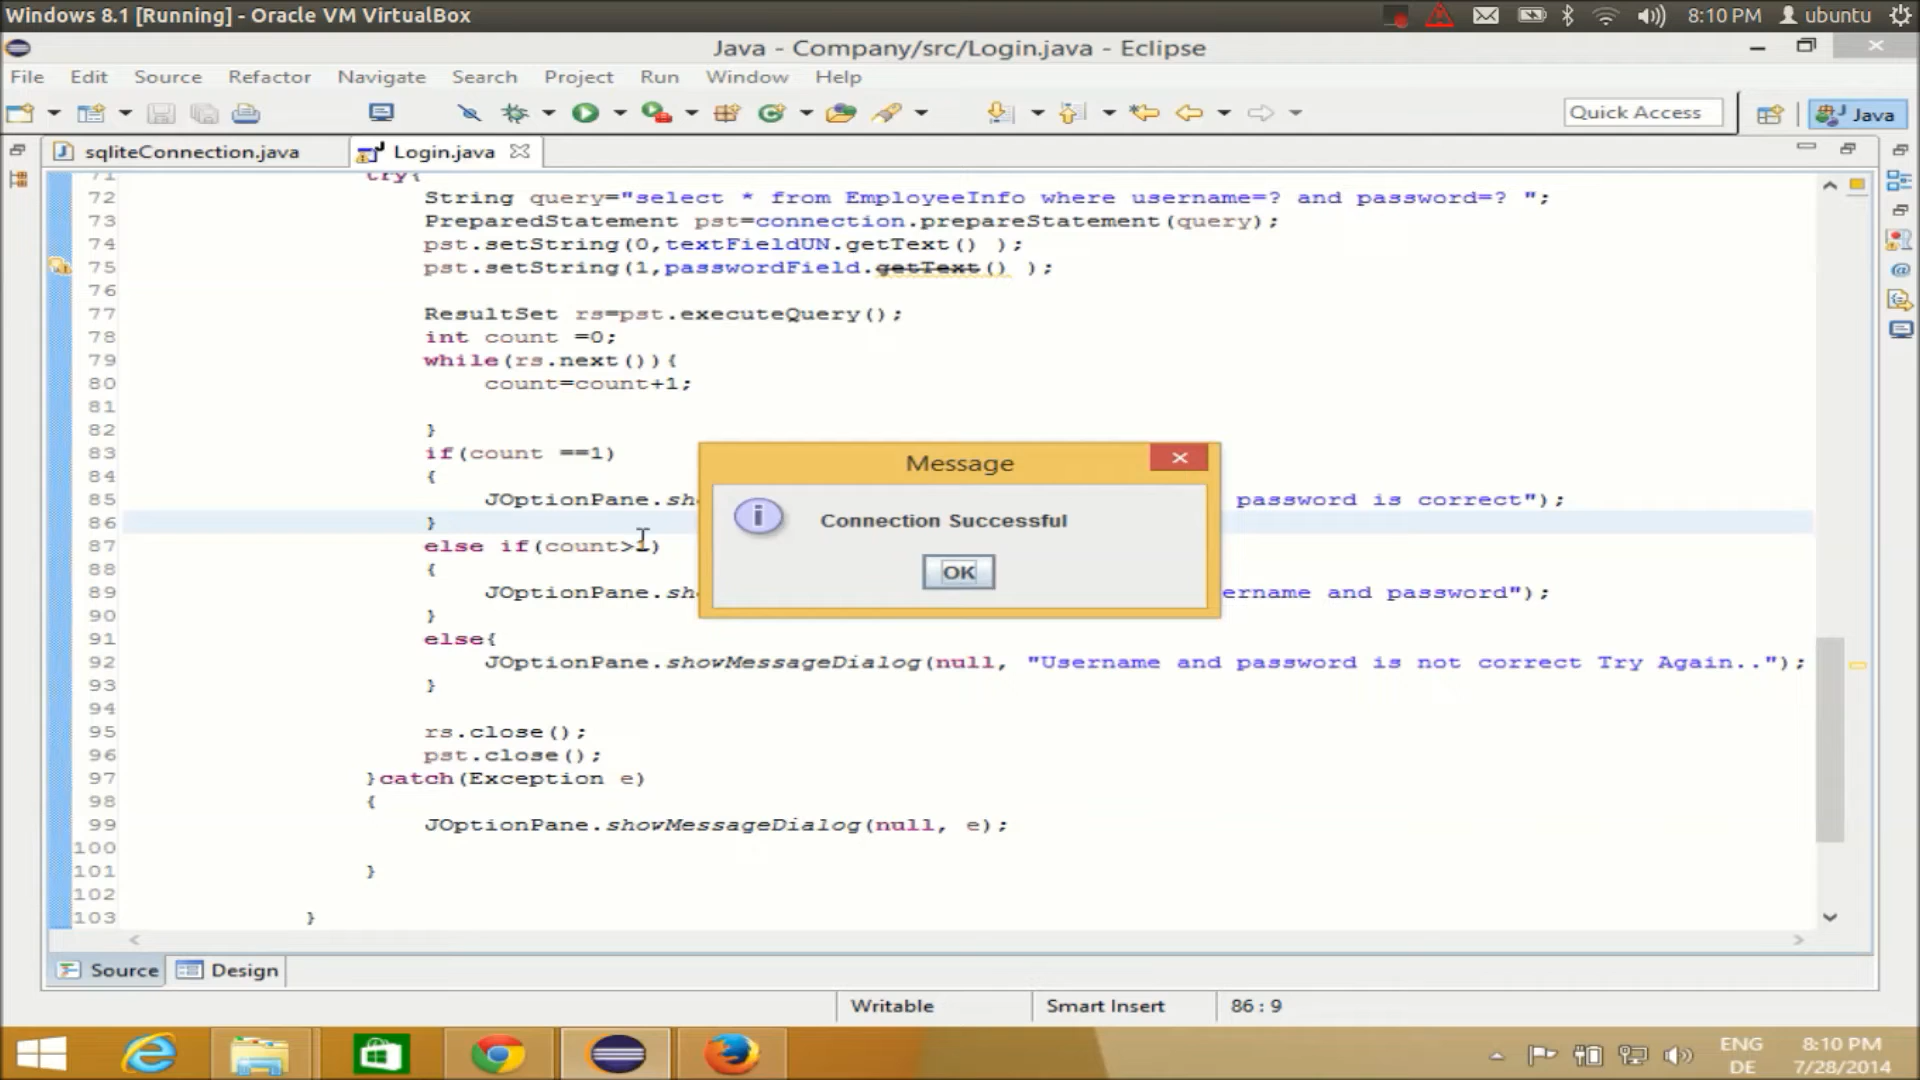 Windows 8.1 [Running] - Oracle VM VirtualBox
8:10 PM
ubuntu
Java - Company/src/Login.java - Eclipse
File Edit Source Refactor Navigate Search Project Run Window Help
Quick Access
Java
sqliteConnection.java
Login.java
71 try{
72 String query="select * from EmployeeInfo where username=? and password=? ";
73 PreparedStatement pst=connection.prepareStatement(query);
74 pst.setString(0,textFieldUN.getText() );
75 pst.setString(1,passwordField.getText() );
76
77 ResultSet rs=pst.executeQuery();
78 int count =0;
79 while(rs.next()){
80 count=count+1;
81
82 }
83 if(count ==1)
84 {
85 JOptionPane.sho password is correct");
86 }
87 else if(count>1)
88 {
89 JOptionPane.sho ername and password");
90 }
91 else{
92 JOptionPane.showMessageDialog(null, "Username and password is not correct Try Again..");
93 }
94
95 rs.close();
96 pst.close();
97 }catch(Exception e)
98 {
99 JOptionPane.showMessageDialog(null, e);
100
101 }
102
103 }
Message
Connection Successful
OK
Source
Design
Writable
Smart Insert
86 : 9
ENG
DE
8:10 PM
7/28/2014